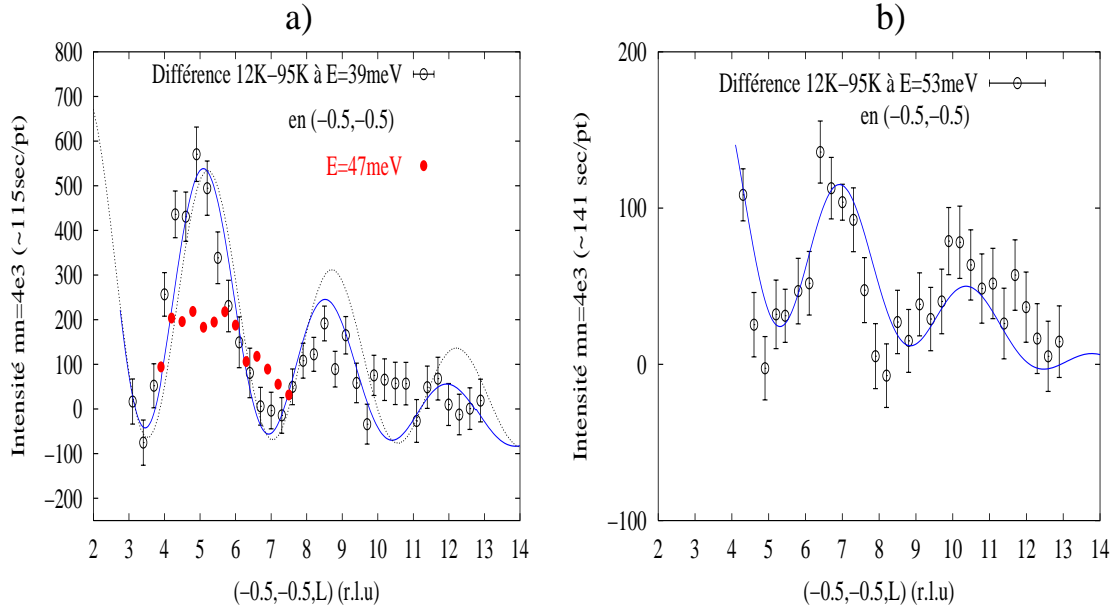 a)
800
700
600
500
400
300
200
100
0
−100
−200
2 3 4 5 6 7 8 9 10 11 12 13 14
Intensité mn=4e3 (~115sec/pt)
(-0.5,-0.5,L) (r.l.u)
Différence 12K−95K à E=39meV
en (−0.5,−0.5)
E=47meV
b)
200
100
0
−100
2 3 4 5 6 7 8 9 10 11 12 13 14
Intensité mn=4e3 (~141 sec/pt)
(-0.5,-0.5,L) (r.l.u)
Différence 12K−95K à E=53meV
en (−0.5,−0.5)